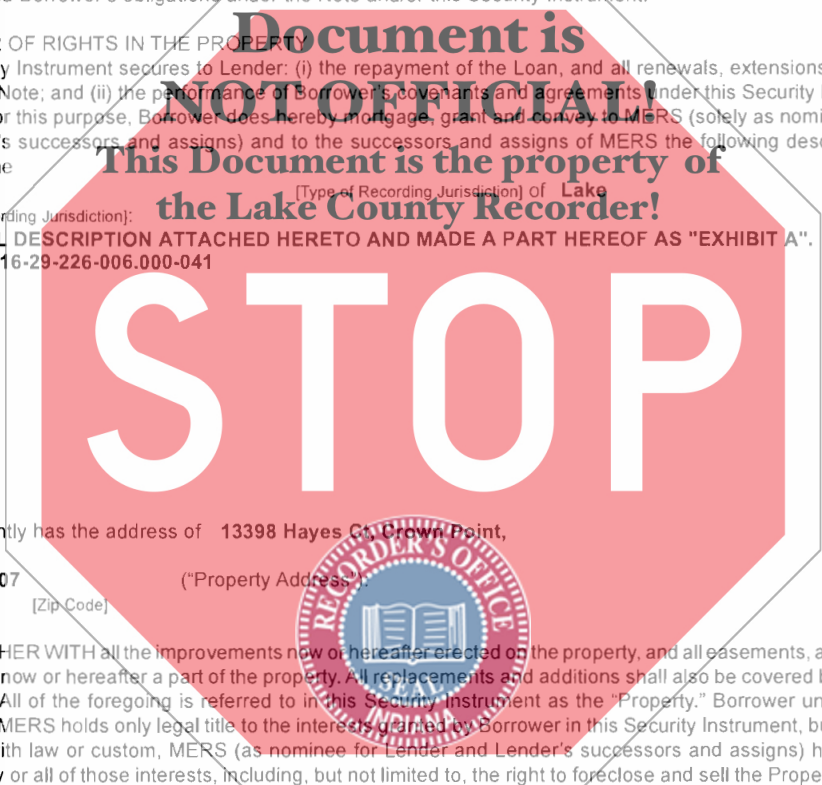 Borrower's obligations under the Note and/or this Security Instrument.
OF RIGHTS IN THE PROPERTY
Document is
y Instrument secures to Lender: (i) the repayment of the Loan, and all renewals, extensions
Note; and (ii) the performance of Borrower's covenants and agreements under this Security
NOT OFFICIAL!
r this purpose, Borrower does hereby mortgage, grant and convey to MERS (solely as nomi
's successors and assigns) and to the successors and assigns of MERS the following desc
This Document is the property of
e
[Type of Recording Jurisdiction] of Lake
the Lake County Recorder!
rding Jurisdiction]:
L DESCRIPTION ATTACHED HERETO AND MADE A PART HEREOF AS "EXHIBIT A".
16-29-226-006.000-041
STOP
ntly has the address of 13398 Hayes Ct, Crown Point,
07 ("Property Address"):
[Zip Code]
RECORDER'S OFFICE
SEAL
HER WITH all the improvements now or hereafter erected on the property, and all easements, a
now or hereafter a part of the property. All replacements and additions shall also be covered b
All of the foregoing is referred to in this Security Instrument as the "Property." Borrower un
MERS holds only legal title to the interests granted by Borrower in this Security Instrument, bu
ith law or custom, MERS (as nominee for Lender and Lender's successors and assigns) h
y or all of those interests, including, but not limited to, the right to foreclose and sell the Prope